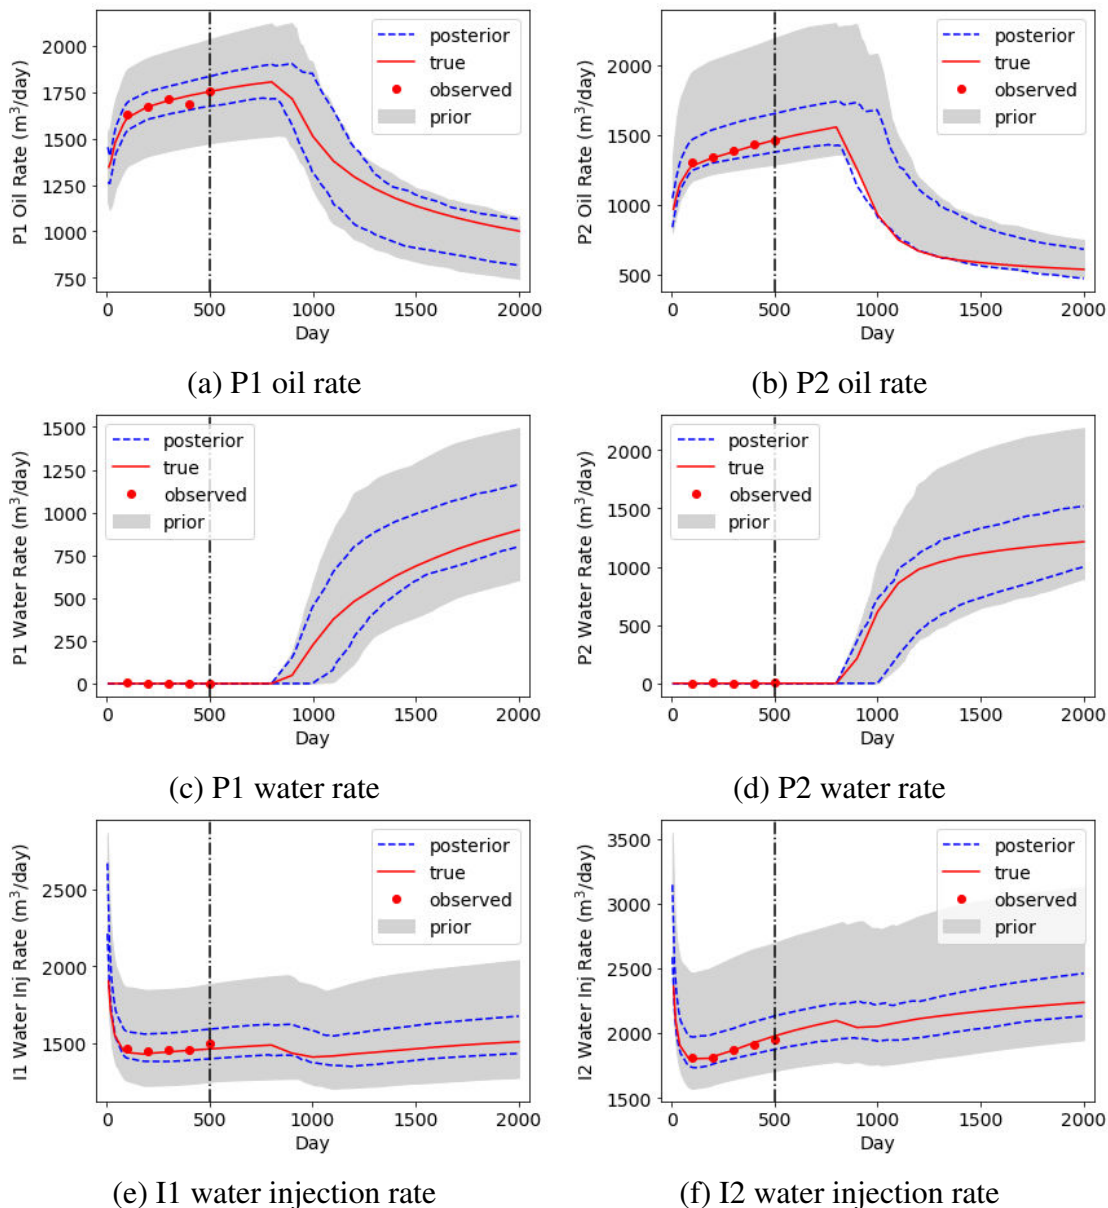 2000
1750
1500
1250
1000
750
P1 Oil Rate (m³/day)
posterior
true
observed
prior
0 500 1000 1500 2000
Day
(a) P1 oil rate
2000
1500
1000
500
P2 Oil Rate (m³/day)
posterior
true
observed
prior
0 500 1000 1500 2000
Day
(b) P2 oil rate
1500
1250
1000
750
500
250
0
P1 Water Rate (m³/day)
posterior
true
observed
prior
0 500 1000 1500 2000
Day
(c) P1 water rate
2000
1500
1000
500
0
P2 Water Rate (m³/day)
posterior
true
observed
prior
0 500 1000 1500 2000
Day
(d) P2 water rate
2500
2000
1500
I1 Water Inj Rate (m³/day)
posterior
true
observed
prior
0 500 1000 1500 2000
Day
(e) I1 water injection rate
3500
3000
2500
2000
1500
I2 Water Inj Rate (m³/day)
posterior
true
observed
prior
0 500 1000 1500 2000
Day
(f) I2 water injection rate